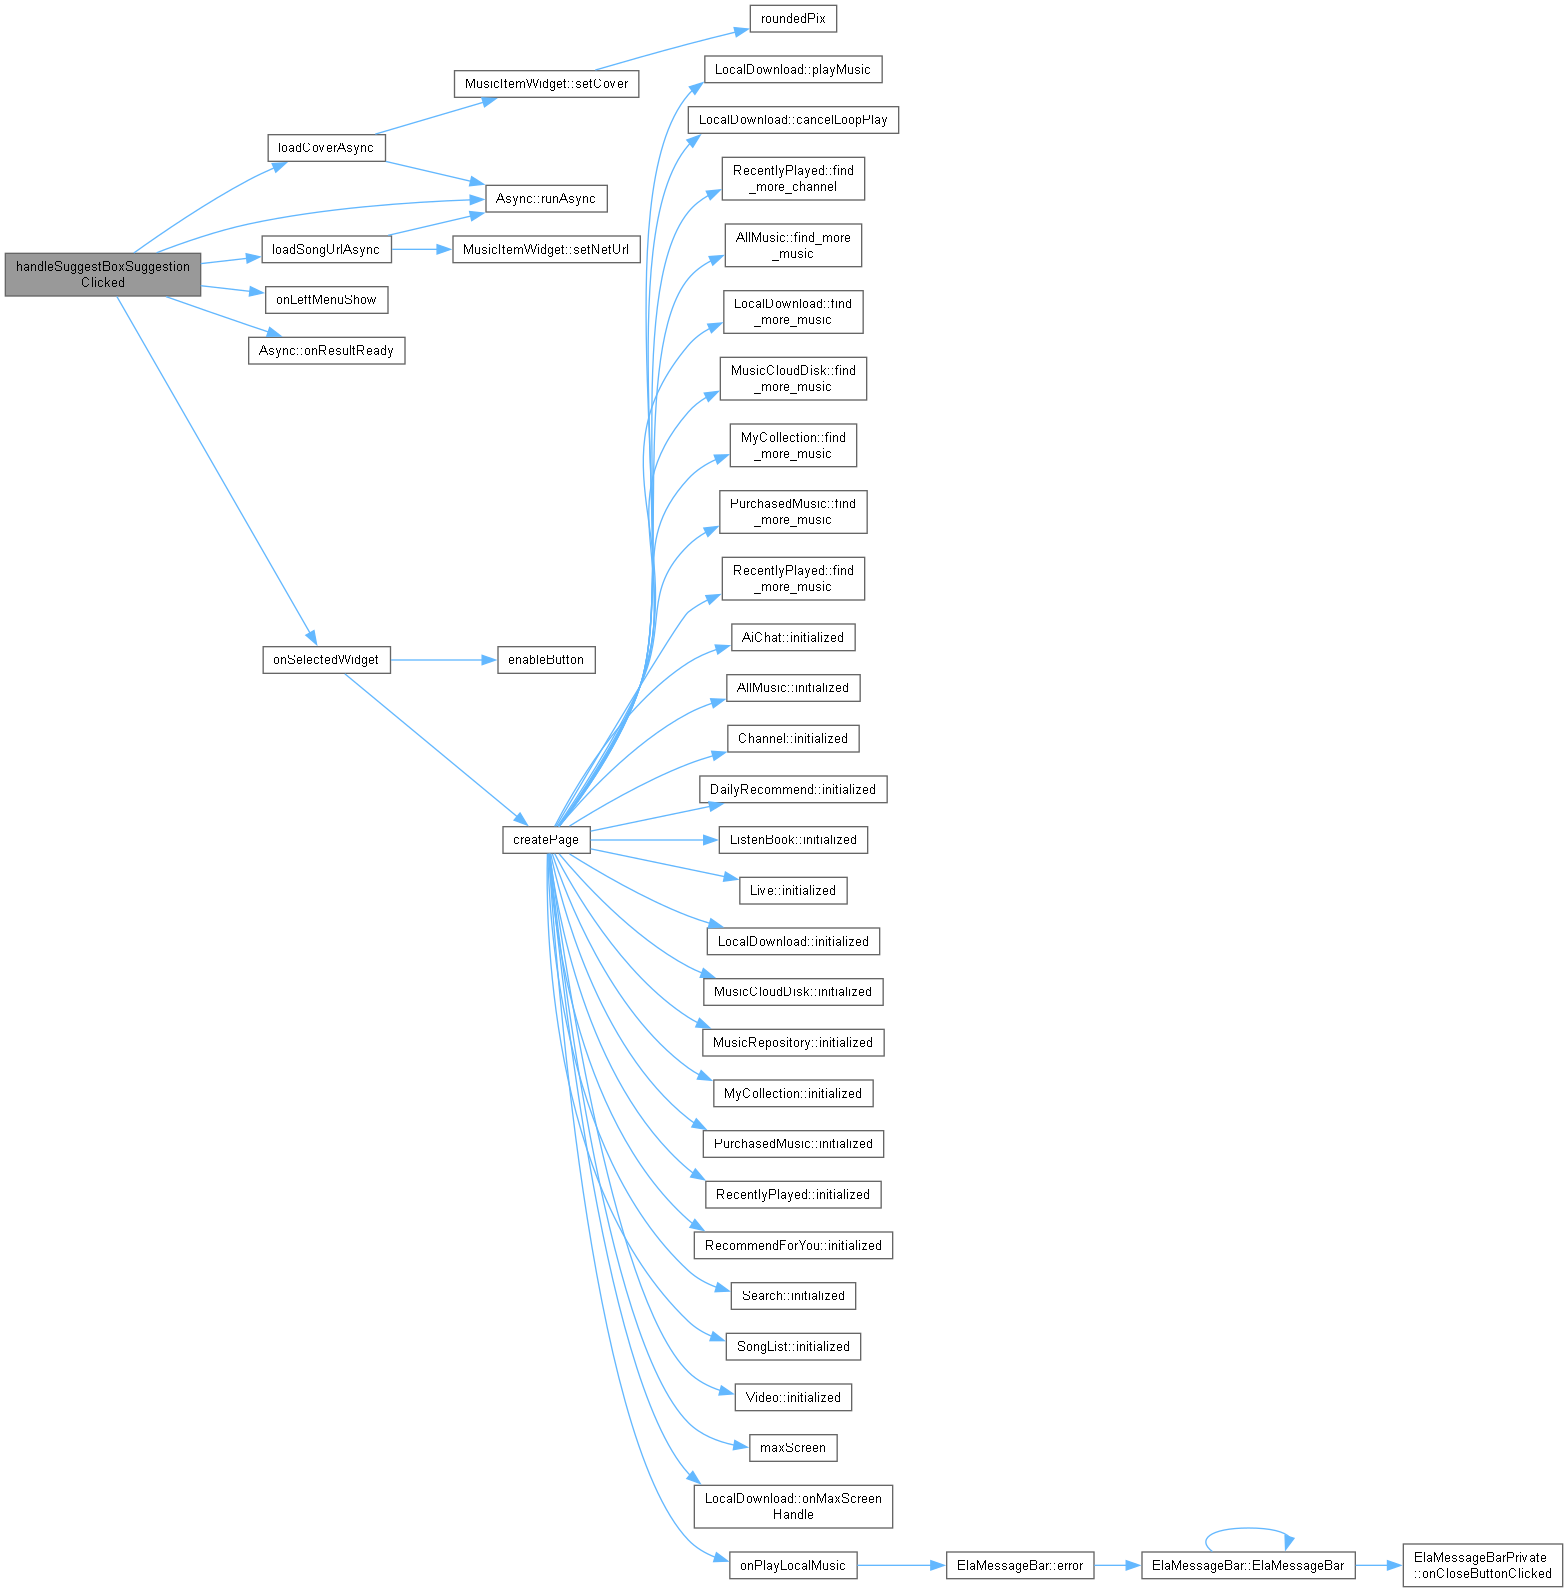 roundedPix
LocalDownload::playMusic
MusicItemWidget::setCover
LocalDownload::cancelLoopPlay
loadCoverAsync
RecentlyPlayed::find
_more_channel
Async::runAsync
AllMusic::find_more
_music
loadSongUrlAsync
MusicItemWidget::setNetUrl
handleSuggestBoxSuggestion
Clicked
onLeftMenuShow
LocalDownload::find
_more_music
Async::onResultReady
MusicCloudDisk::find
_more_music
MyCollection::find
_more_music
PurchasedMusic::find
_more_music
RecentlyPlayed::find
_more_music
AiChat::initialized
onSelectedWidget
enableButton
AllMusic::initialized
Channel::initialized
DailyRecommend::initialized
createPage
ListenBook::initialized
Live::initialized
LocalDownload::initialized
MusicCloudDisk::initialized
MusicRepository::initialized
MyCollection::initialized
PurchasedMusic::initialized
RecentlyPlayed::initialized
RecommendForYou::initialized
Search::initialized
SongList::initialized
Video::initialized
maxScreen
LocalDownload::onMaxScreen
Handle
onPlayLocalMusic
ElaMessageBar::error
ElaMessageBar::ElaMessageBar
ElaMessageBarPrivate
::onCloseButtonClicked